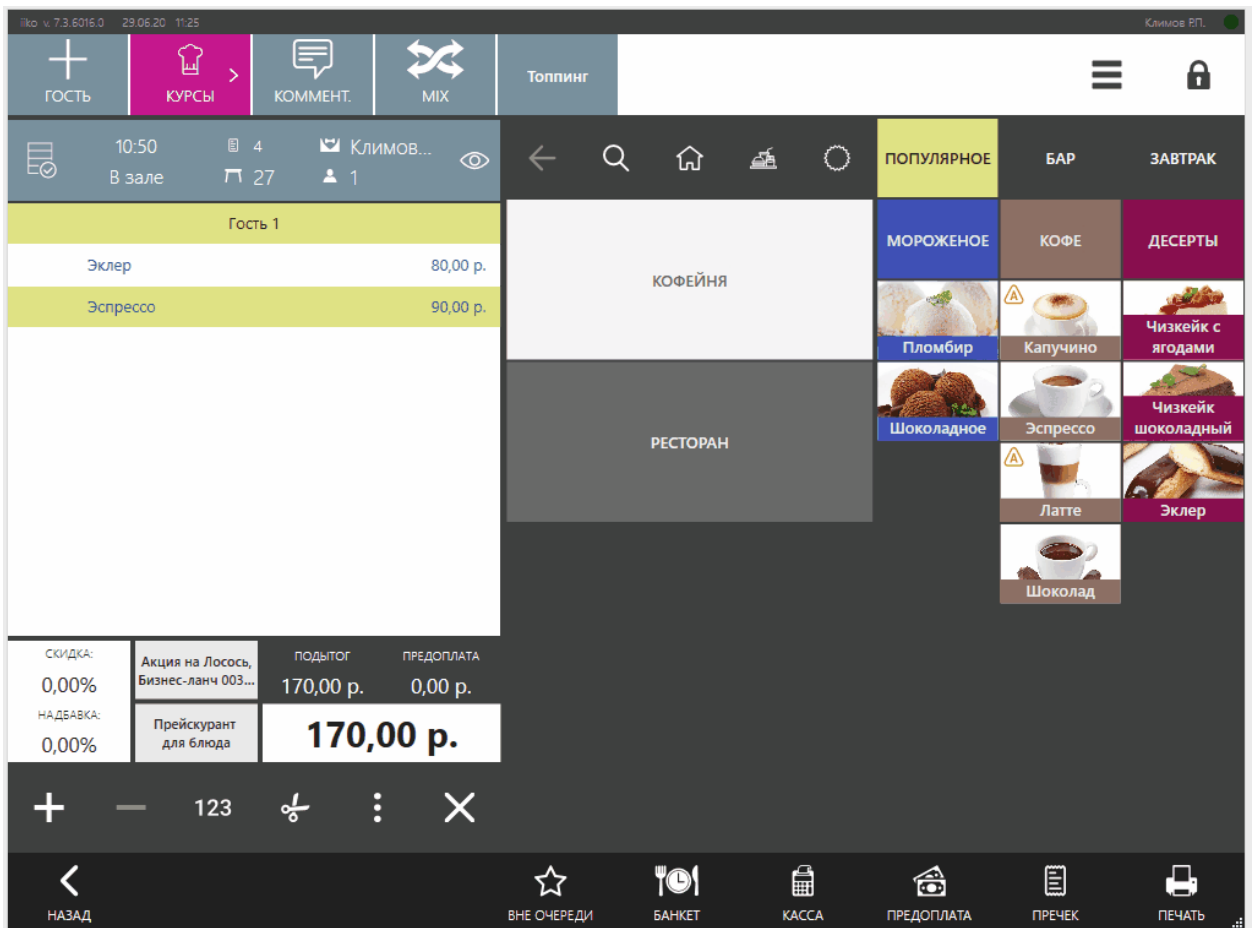 iiko v. 7.3.6016.0 29.06.20 11:25 Климов Р.П.
ГОСТЬ КУРСЫ КОММЕНТ. MIX Топпинг
10:50 4 Климов...
В зале 27 1
ПОПУЛЯРНОЕ БАР ЗАВТРАК
Гость 1
Эклер 80,00 р.
Эспрессо 90,00 р.
КОФЕЙНЯ
РЕСТОРАН
МОРОЖЕНОЕ КОФЕ ДЕСЕРТЫ
Пломбир
Капучино
Чизкейк с
ягодами
Шоколадное
Эспрессо
Чизкейк
шоколадный
Латте
Эклер
Шоколад
СКИДКА:
0,00%
НАДБАВКА:
0,00%
Акция на Лосось,
Бизнес-ланч 003...
Прейскурант
для блюда
ПОДЫТОГ ПРЕДОПЛАТА
170,00 р. 0,00 р.
170,00 р.
123
НАЗАД ВНЕ ОЧЕРЕДИ БАНКЕТ КАССА ПРЕДОПЛАТА ПРЕЧЕК ПЕЧАТЬ